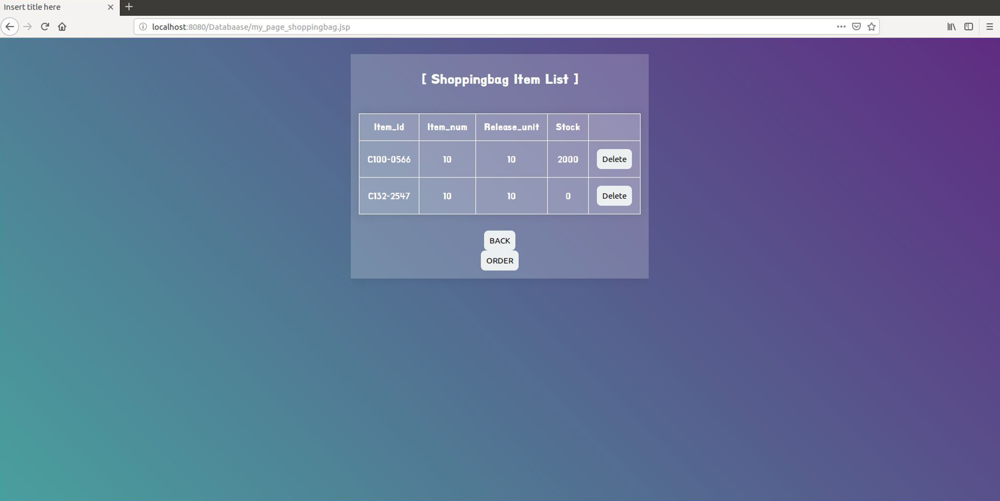 Insert title here
localhost:8080/Databaase/my_page_shoppingbag.jsp
[ Shoppingbag Item List ]
Item_id Item_num Release_unit Stock
C100-0566 10 10 2000 Delete
C132-2547 10 10 0 Delete
BACK
ORDER